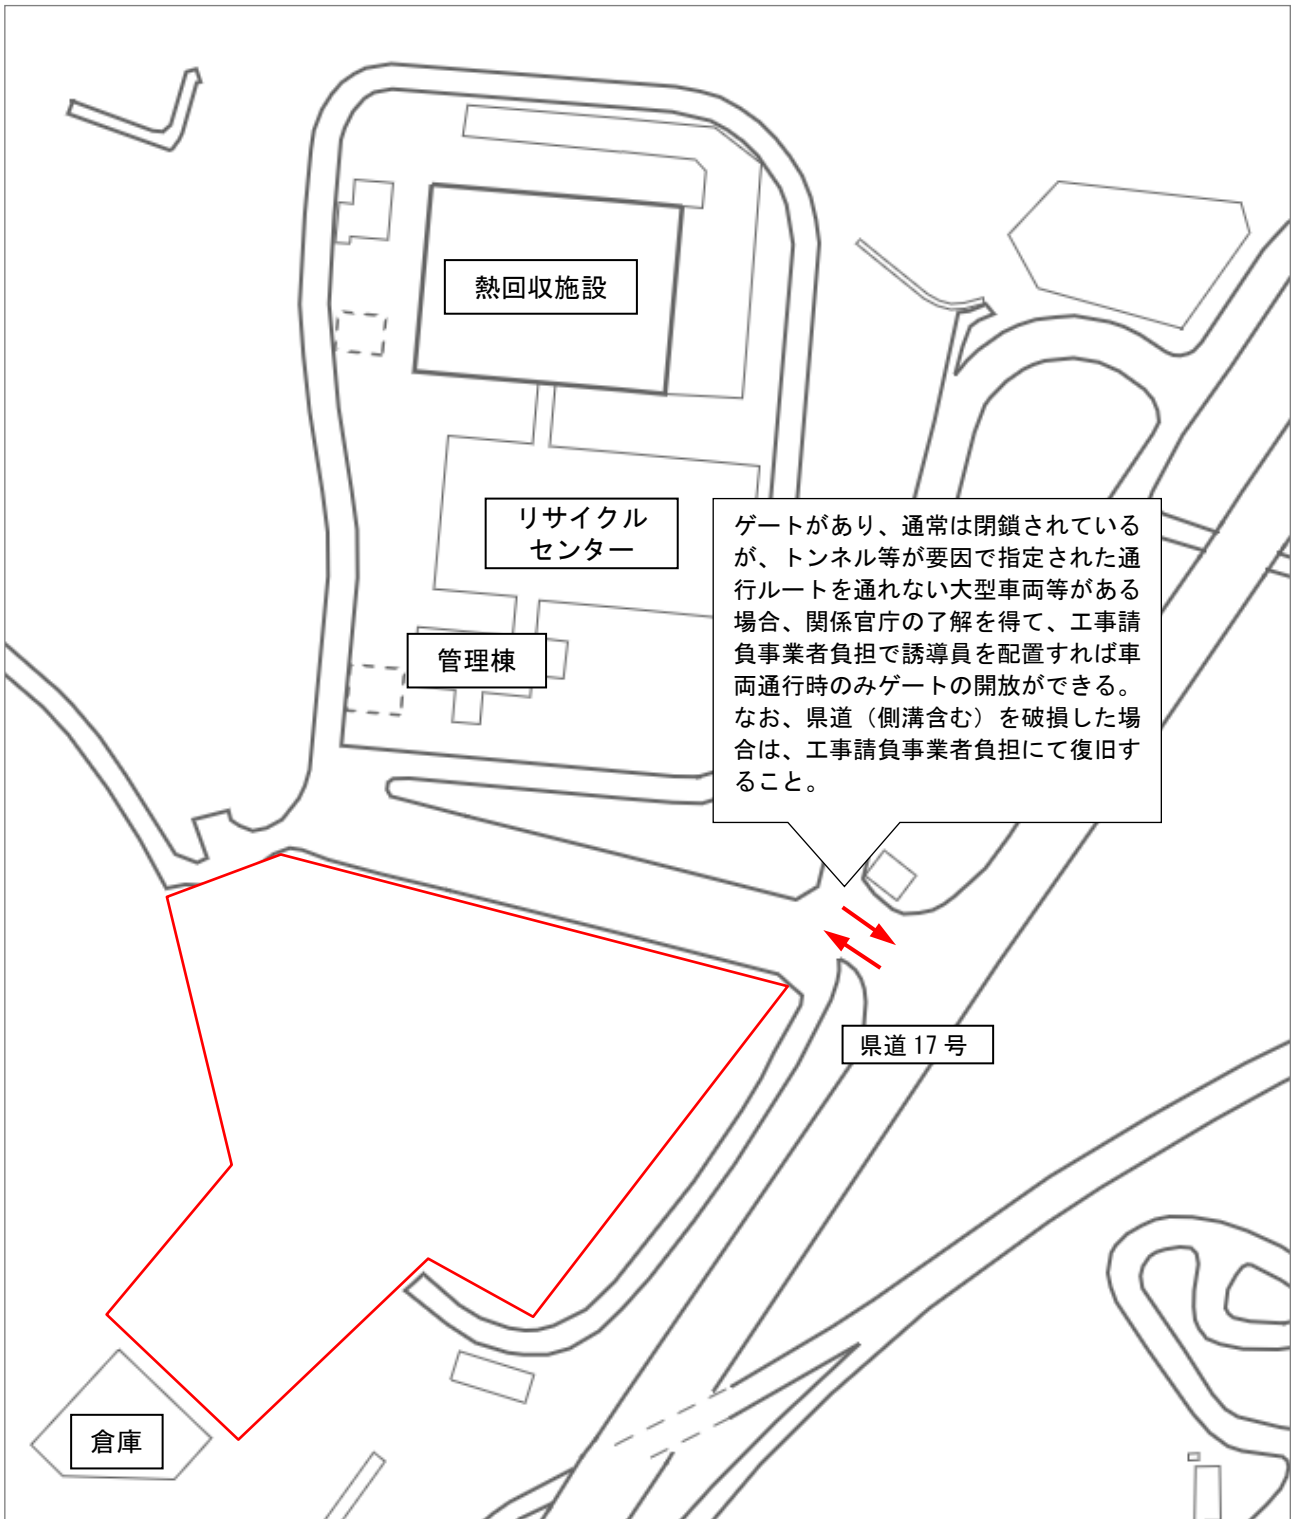 熱回収施設
リサイクル
センター
ゲートがあり、通常は閉鎖されている
が、トンネル等が要因で指定された通
行ルートを通れない大型車両等がある
場合、関係官庁の了解を得て、工事請
負事業者負担で誘導員を配置すれば車
両通行時のみゲートの開放ができる。
なお、県道（側溝含む）を破損した場
合は、工事請負事業者負担にて復旧す
ること。
管理棟
県道 17 号
倉庫